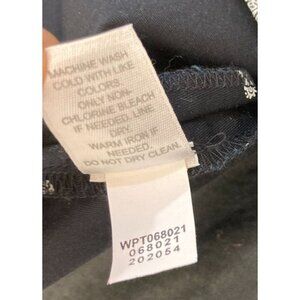 MACHINE WASH
COLD WITH LIKE
COLORS.
ONLY NON-
CHLORINE BLEACH
IF NEEDED. LINE
DRY.
WARM IRON IF
NEEDED.
DO NOT DRY CLEAN.
WPT068021
068021
202054